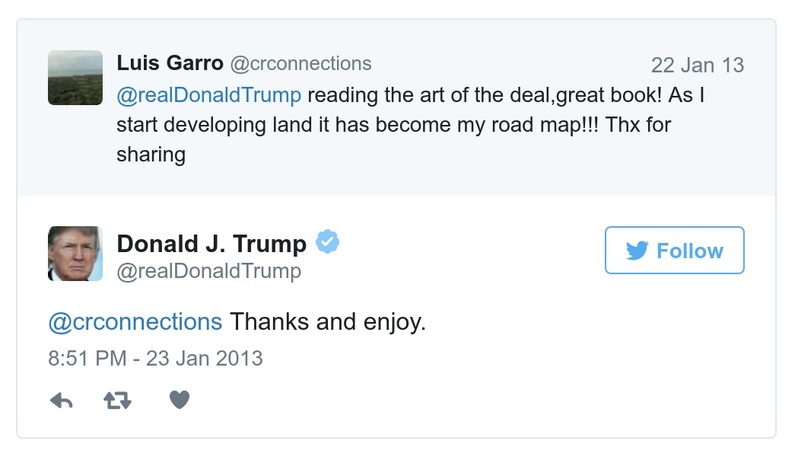 Luis Garro @crconnections 22 Jan 13
@realDonaldTrump reading the art of the deal,great book! As I
start developing land it has become my road map!!! Thx for
sharing
Donald J. Trump
Follow
@realDonaldTrump
@crconnections Thanks and enjoy.
8:51 PM - 23 Jan 2013